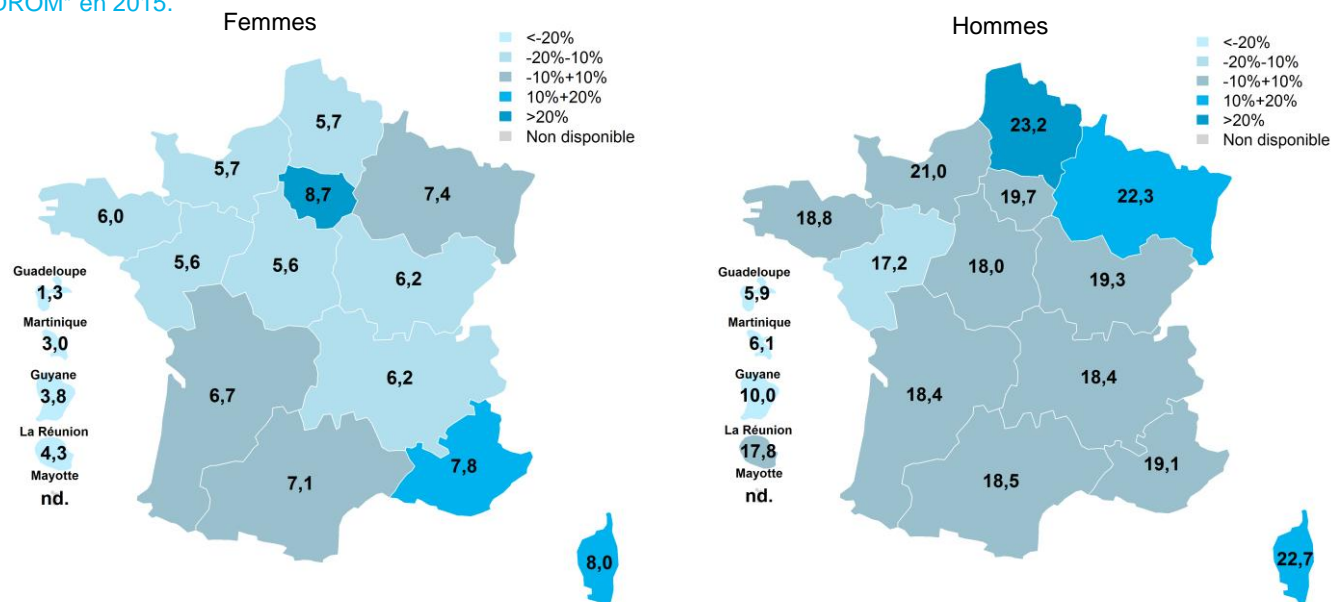 DROM* en 2015.
Femmes
<-20%
-20%-10%
-10%+10%
10%+20%
>20%
Non disponible
5,7
5,7
8,7
7,4
6,0
5,6
5,6
6,2
Guadeloupe
1,3
Martinique
3,0
Guyane
3,8
La Réunion
4,3
Mayotte
nd.
6,7
6,2
7,1
7,8
8,0
Hommes
<-20%
-20%-10%
-10%+10%
10%+20%
>20%
Non disponible
23,2
21,0
19,7
22,3
18,8
17,2
18,0
19,3
Guadeloupe
5,9
Martinique
6,1
Guyane
10,0
La Réunion
17,8
Mayotte
nd.
18,4
18,4
18,5
19,1
22,7